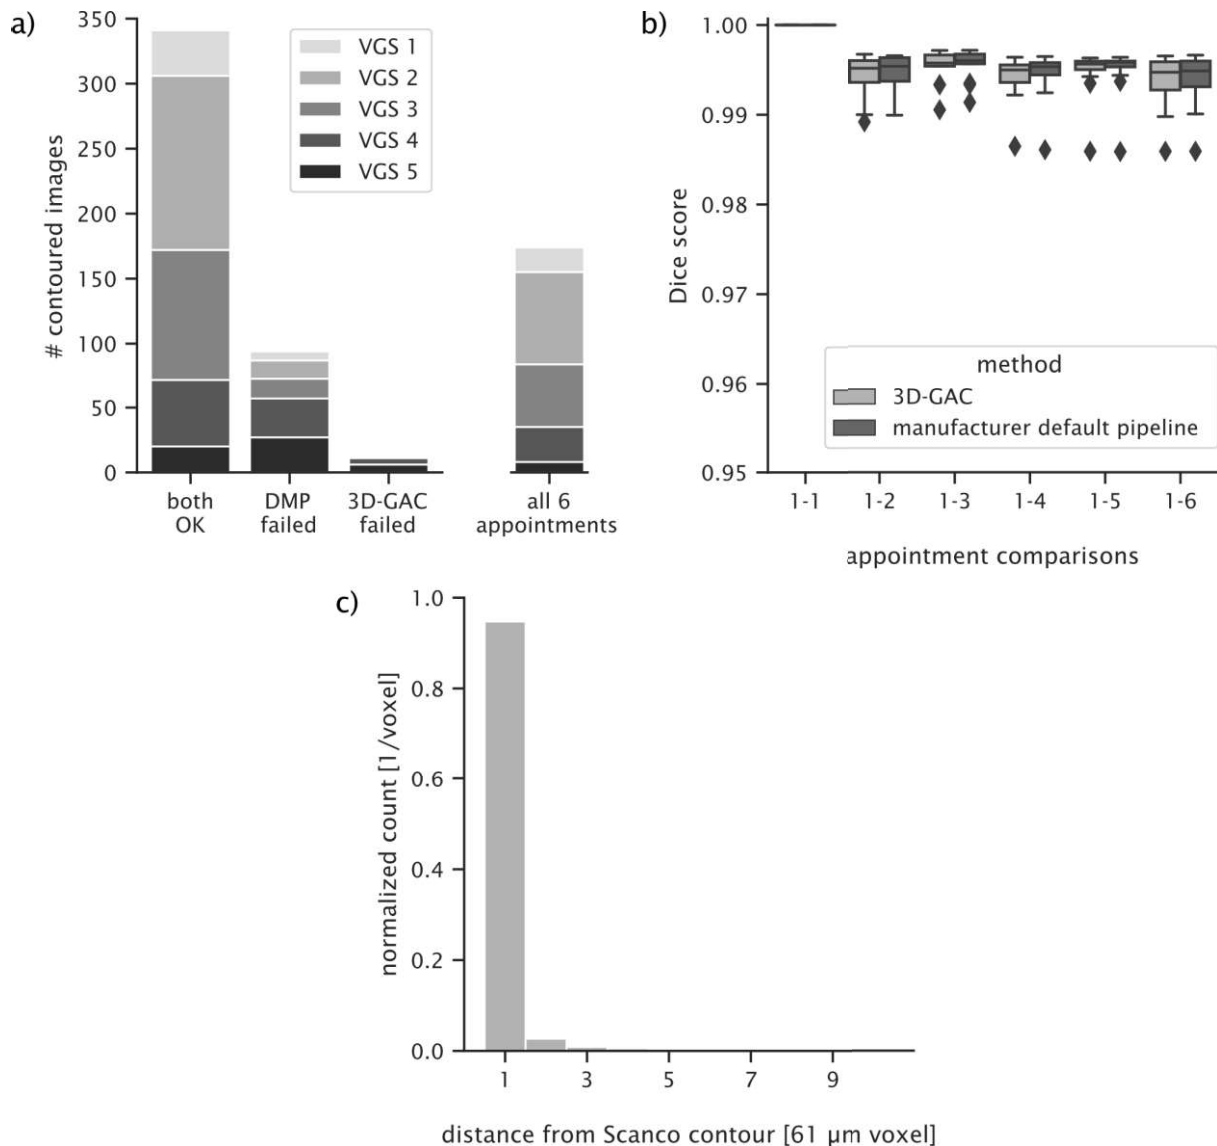 a)
350
300
250
200
150
100
50
0
# contoured images
VGS 1
VGS 2
VGS 3
VGS 4
VGS 5
both
OK
DMP
failed
3D-GAC
failed
all 6
appointments
b)
1.00
0.99
0.98
0.97
0.96
0.95
Dice score
method
3D-GAC
manufacturer default pipeline
1-1
1-2
1-3
1-4
1-5
1-6
appointment comparisons
c)
1.0
0.8
0.6
0.4
0.2
0.0
normalized count [1/voxel]
1
3
5
7
9
distance from Scanco contour [61 µm voxel]